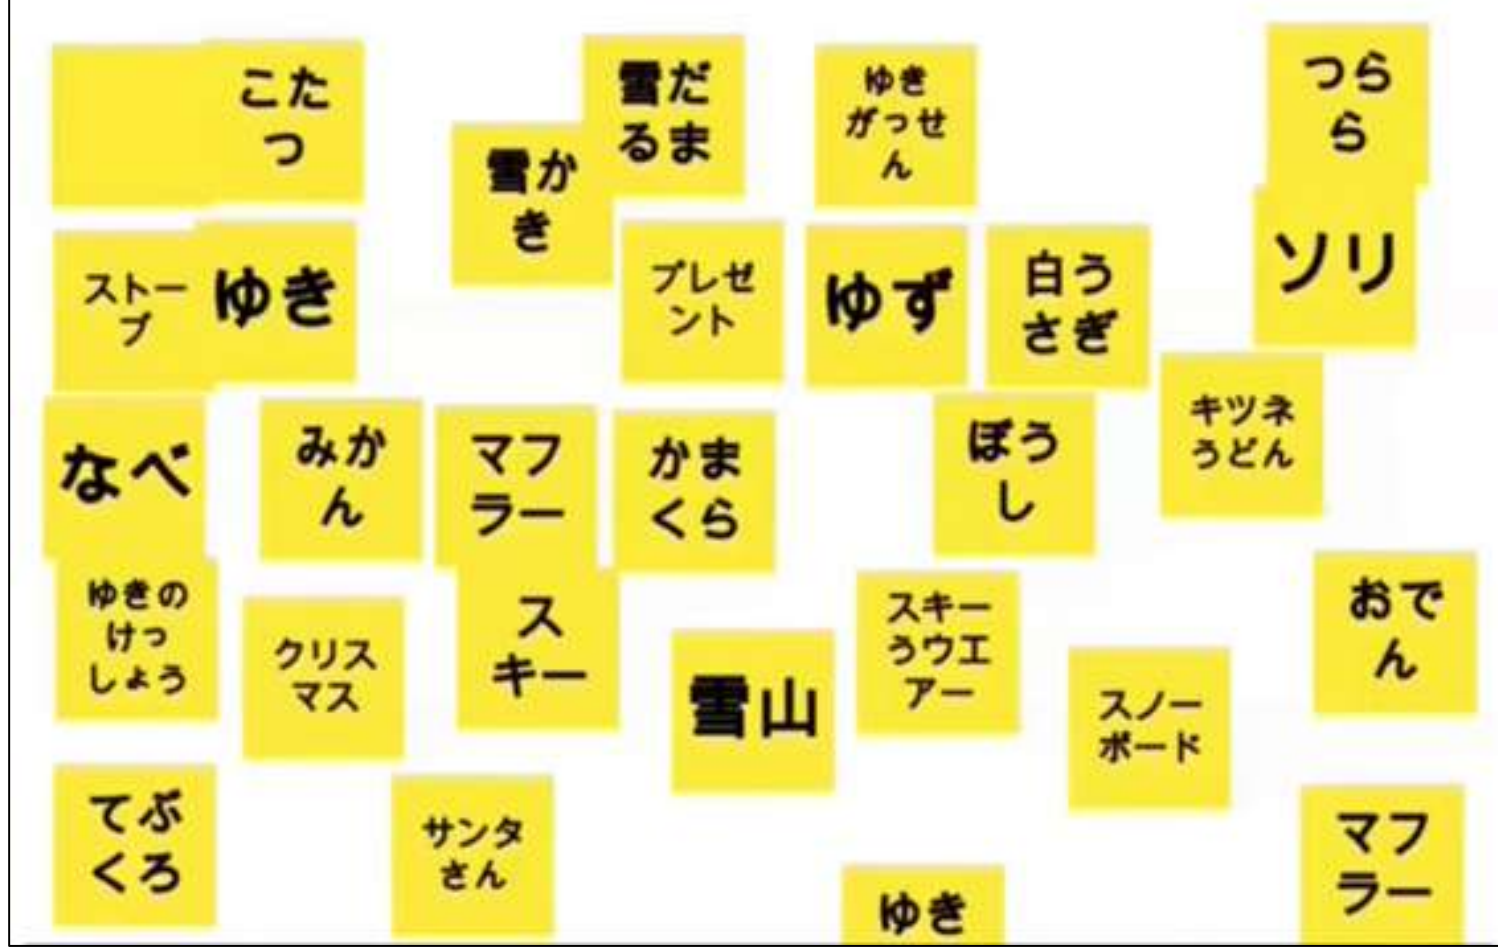 こた
つ
雪だ
るま
ゆき
がっせ
ん
つら
ら
雪か
き
ストー
ブ
ゆき
プレゼ
ント
ゆず
白う
さぎ
ソリ
なべ
みか
ん
マフ
ラー
かま
くら
ぼう
し
キツネ
うどん
ゆきの
けっ
しょう
クリス
マス
ス
キー
雪山
スキー
うウエ
アー
スノー
ボード
おで
ん
てぶ
くろ
サンタ
さん
ゆき
マフ
ラー